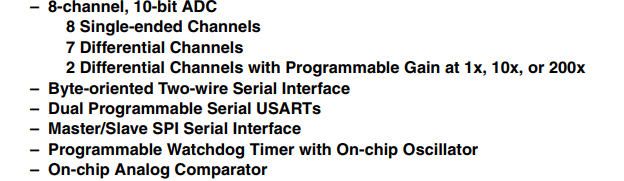 – 8-channel, 10-bit ADC
8 Single-ended Channels
7 Differential Channels
2 Differential Channels with Programmable Gain at 1x, 10x, or 200x
– Byte-oriented Two-wire Serial Interface
– Dual Programmable Serial USARTs
– Master/Slave SPI Serial Interface
– Programmable Watchdog Timer with On-chip Oscillator
– On-chip Analog Comparator